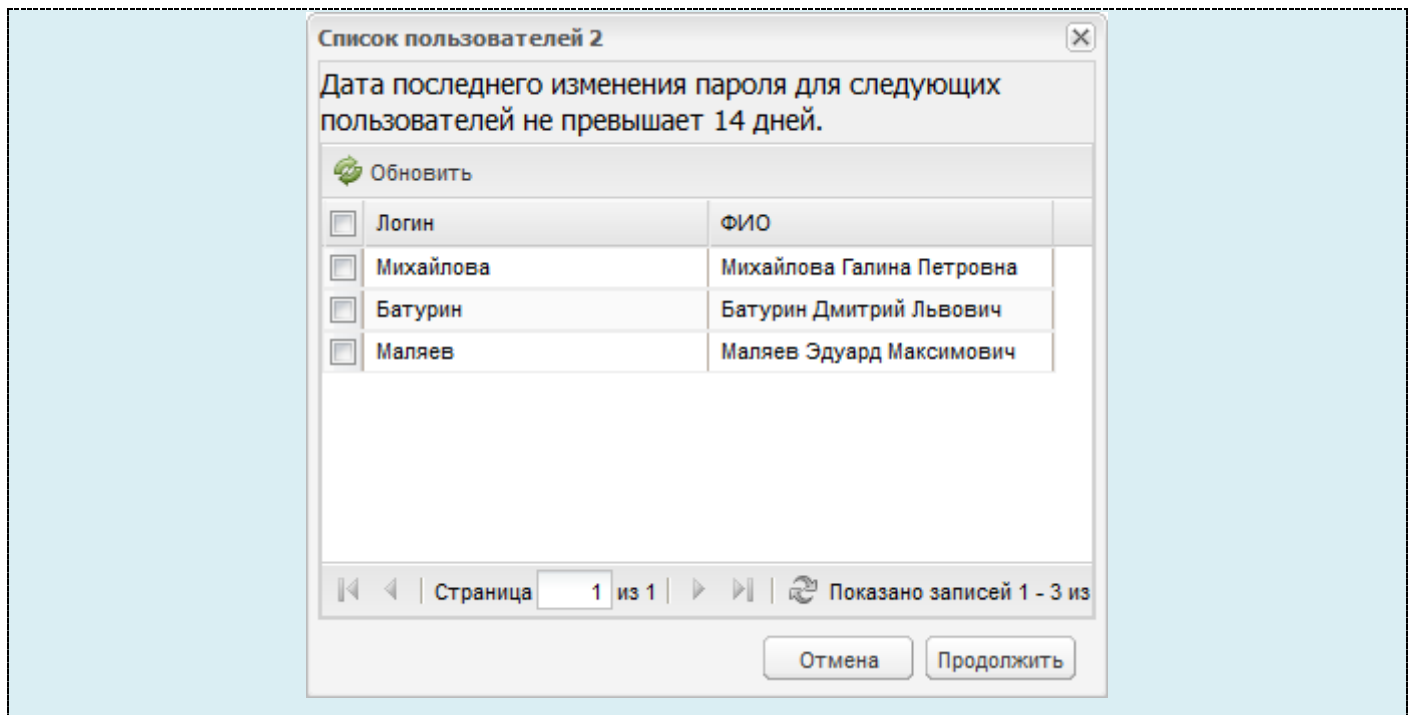 Список пользователей 2
Дата последнего изменения пароля для следующих
пользователей не превышает 14 дней.
Обновить
Логин ФИО
Михайлова Михайлова Галина Петровна
Батурин Батурин Дмитрий Львович
Маляев Маляев Эдуард Максимович
Страница 1 из 1 Показано записей 1 - 3 из
Отмена Продолжить